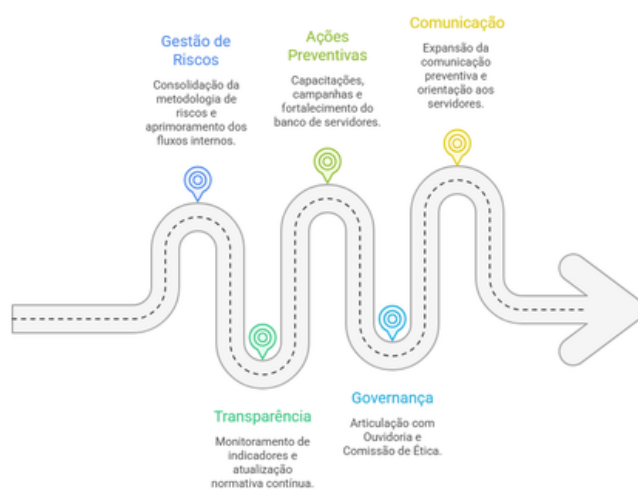 Gestão de
Riscos
Consolidação da
metodologia de
riscos e
aprimoramento dos
fluxos internos.
Transparência
Monitoramento de
indicadores e
atualização
normativa contínua.
Ações
Preventivas
Capacitações,
campanhas e
fortalecimento do
banco de servidores.
Governança
Articulação com
Ouvidoria e
Comissão de Ética.
Comunicação
Expansão da
comunicação
preventiva e
orientação aos
servidores.